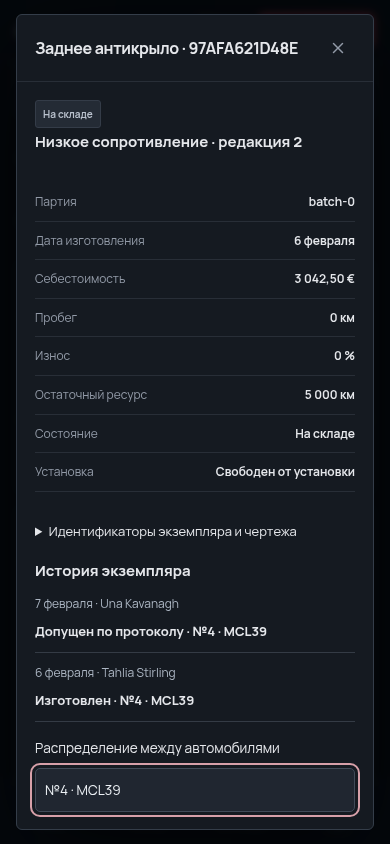 Заднее антикрыло · 97AFA621D48E
На складе
Низкое сопротивление · редакция 2
Партия batch-0
Дата изготовления 6 февраля
Себестоимость 3 042,50 €
Пробег 0 км
Износ 0 %
Остаточный ресурс 5 000 км
Состояние На складе
Установка Свободен от установки
Идентификаторы экземпляра и чертежа
История экземпляра
7 февраля · Una Kavanagh
Допущен по протоколу · №4 · MCL39
6 февраля · Tahlia Stirling
Изготовлен · №4 · MCL39
Распределение между автомобилями
№4 · MCL39